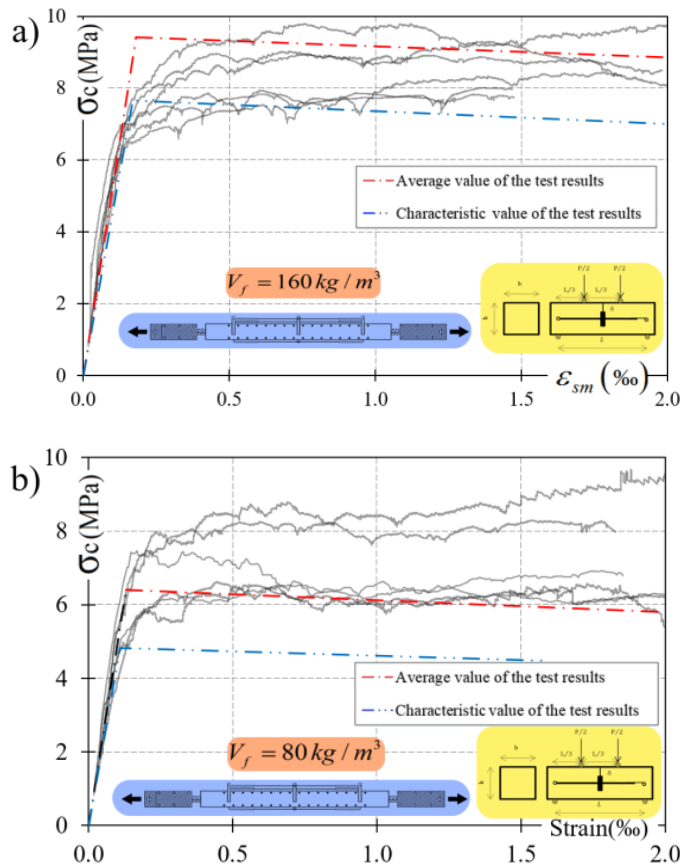 a)
σc(MPa)
10
8
6
4
2
0
Average value of the test results
Characteristic value of the test results
V_f = 160 kg / m³
P/2 P/2
L/3 L/3
b
h
δ
L
0.0 0.5 1.0 1.5 2.0
ε_sm (‰)
b)
σc(MPa)
10
8
6
4
2
0
Average value of the test results
Characteristic value of the test results
V_f = 80 kg / m³
P/2 P/2
L/3 L/3
b
h
δ
L
0.0 0.5 1.0 1.5 2.0
Strain(‰)